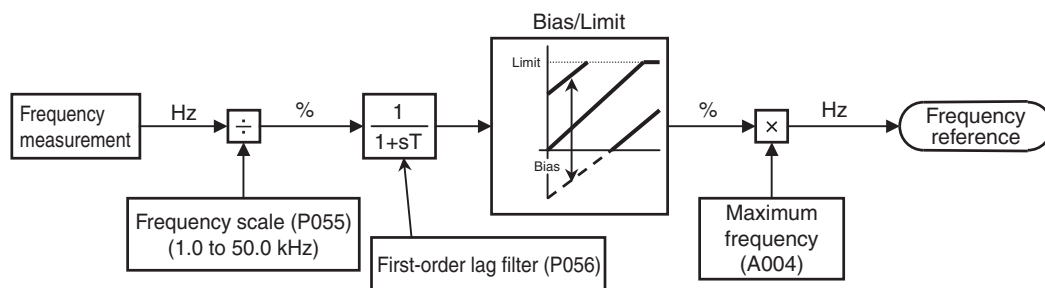 Bias/Limit
Limit
Bias
Frequency
measurement
Hz
÷
%
1
1+sT
%
×
Hz
Frequency
reference
Frequency scale (P055)
(1.0 to 50.0 kHz)
First-order lag filter (P056)
Maximum
frequency
(A004)